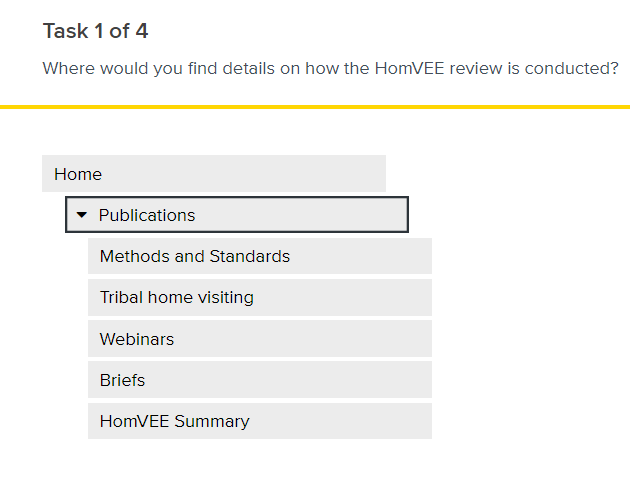 Task 1 of 4
Where would you find details on how the HomVEE review is conducted?
Home
Publications
Methods and Standards
Tribal home visiting
Webinars
Briefs
HomVEE Summary